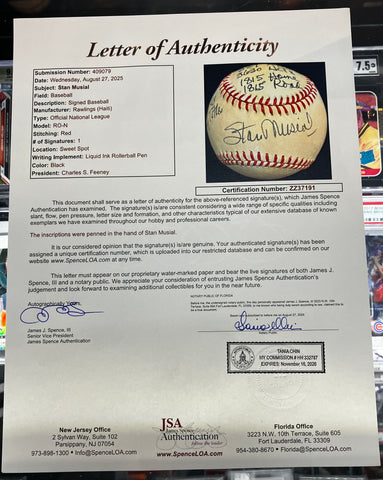 Letter of Authenticity
Submission Number: 409079
Date: Wednesday, August 27, 2025
Subject: Stan Musial
Field: Baseball
Description: Signed Baseball
Manufacturer: Rawlings (Haiti)
Type: Official National League
Model: RO-N
Stitching: Red
# of Signatures: 1
Location: Sweet Spot
Writing Implement: Liquid Ink Rollerball Pen
Color: Black
President: Charles S. Feeney
3630
1815 Home
1815 Road
Stan Musial
Certification Number: ZZ37191
This document shall serve as a letter of authenticity for the above-referenced signature(s), which James Spence
Authentication has examined. The signature(s) is/are consistent considering a wide range of specific qualities including
slant, flow, pen pressure, letter size and formation, and other characteristics typical of our extensive database of known
exemplars we have examined throughout our hobby and professional careers.
The inscriptions were penned in the hand of Stan Musial.
It is our considered opinion that the signature(s) is/are genuine. Your authenticated signature(s) has been
assigned a unique certification number, which is uploaded into our restricted database and can be confirmed on our
website www.SpenceLOA.com at any time.
This letter must appear on our proprietary water-marked paper and bear the live signatures of both James J.
Spence, III and a notary public. We appreciate your consideration of entrusting James Spence Authentication's
judgement and look forward to examining additional collectibles for you in the near future.
NOTARY PUBLIC OF FLORIDA
Autographically Yours,
James J. Spence, III
Senior Vice President
James Spence Authentication
Notary Public
TANIA CHIN
MY COMMISSION # HH 332787
EXPIRES: November 16, 2026
New Jersey Office
2 Sylvan Way, Suite 102
Parsippany, NJ 07054
973-898-1300 • Info@SpenceLOA.com
JSA
James Spence
Authentication
follow the leader
www.SpenceLOA.com
Florida Office
3223 N.W. 10th Terrace, Suite 605
Fort Lauderdale, FL 33309
954-380-8670 • Florida@SpenceLOA.com
7.5